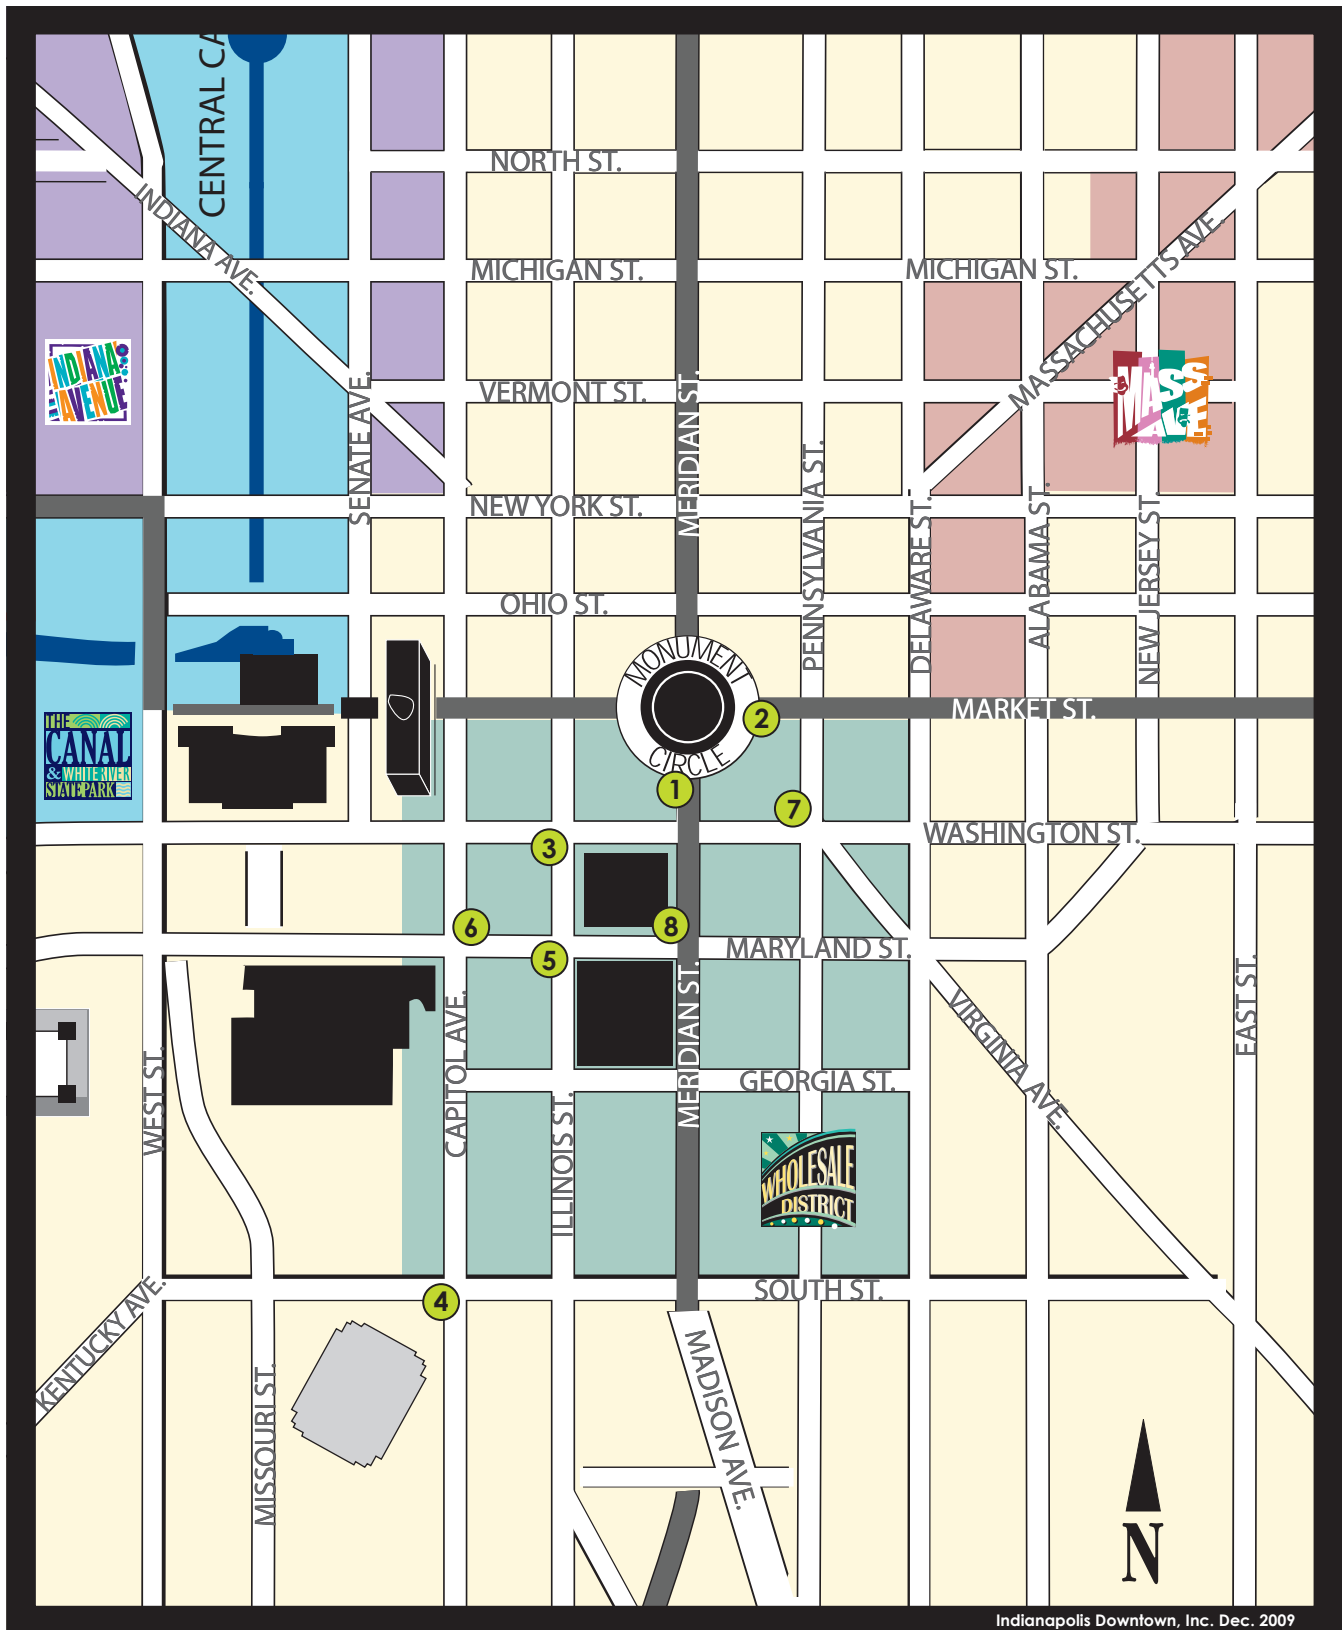 CENTRAL CA
NORTH ST.
INDIANA AVE.
MICHIGAN ST.
MICHIGAN ST.
MASSACHUSETTS AVE.
INDIANA
AVENUE
MASS
AVE
VERMONT ST.
SENATE AVE.
MERIDIAN ST.
PENNSYLVANIA ST.
NEW YORK ST.
DELAWARE ST.
ALABAMA ST.
NEW JERSEY ST.
OHIO ST.
MONUMENT
CIRCLE
MARKET ST.
2
THE
CANAL
& WHITE RIVER
STATE PARK
1
7
WASHINGTON ST.
3
6
8
5
MARYLAND ST.
MERIDIAN ST.
CAPITOL AVE.
WEST ST.
VIRGINIA AVE.
EAST ST.
GEORGIA ST.
ILLINOIS ST.
WHOLESALE
DISTRICT
KENTUCKY AVE.
SOUTH ST.
4
MISSOURI ST.
MADISON AVE.
N
Indianapolis Downtown, Inc. Dec. 2009